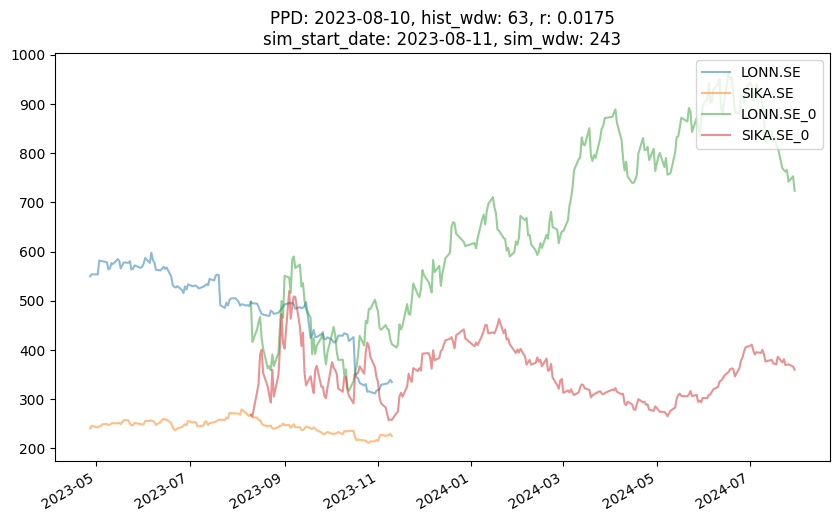 PPD: 2023-08-10, hist_wdw: 63, r: 0.0175
sim_start_date: 2023-08-11, sim_wdw: 243
LONN.SE
SIKA.SE
LONN.SE_0
SIKA.SE_0
1000
900
800
700
600
500
400
300
200
2023-05
2023-07
2023-09
2023-11
2024-01
2024-03
2024-05
2024-07